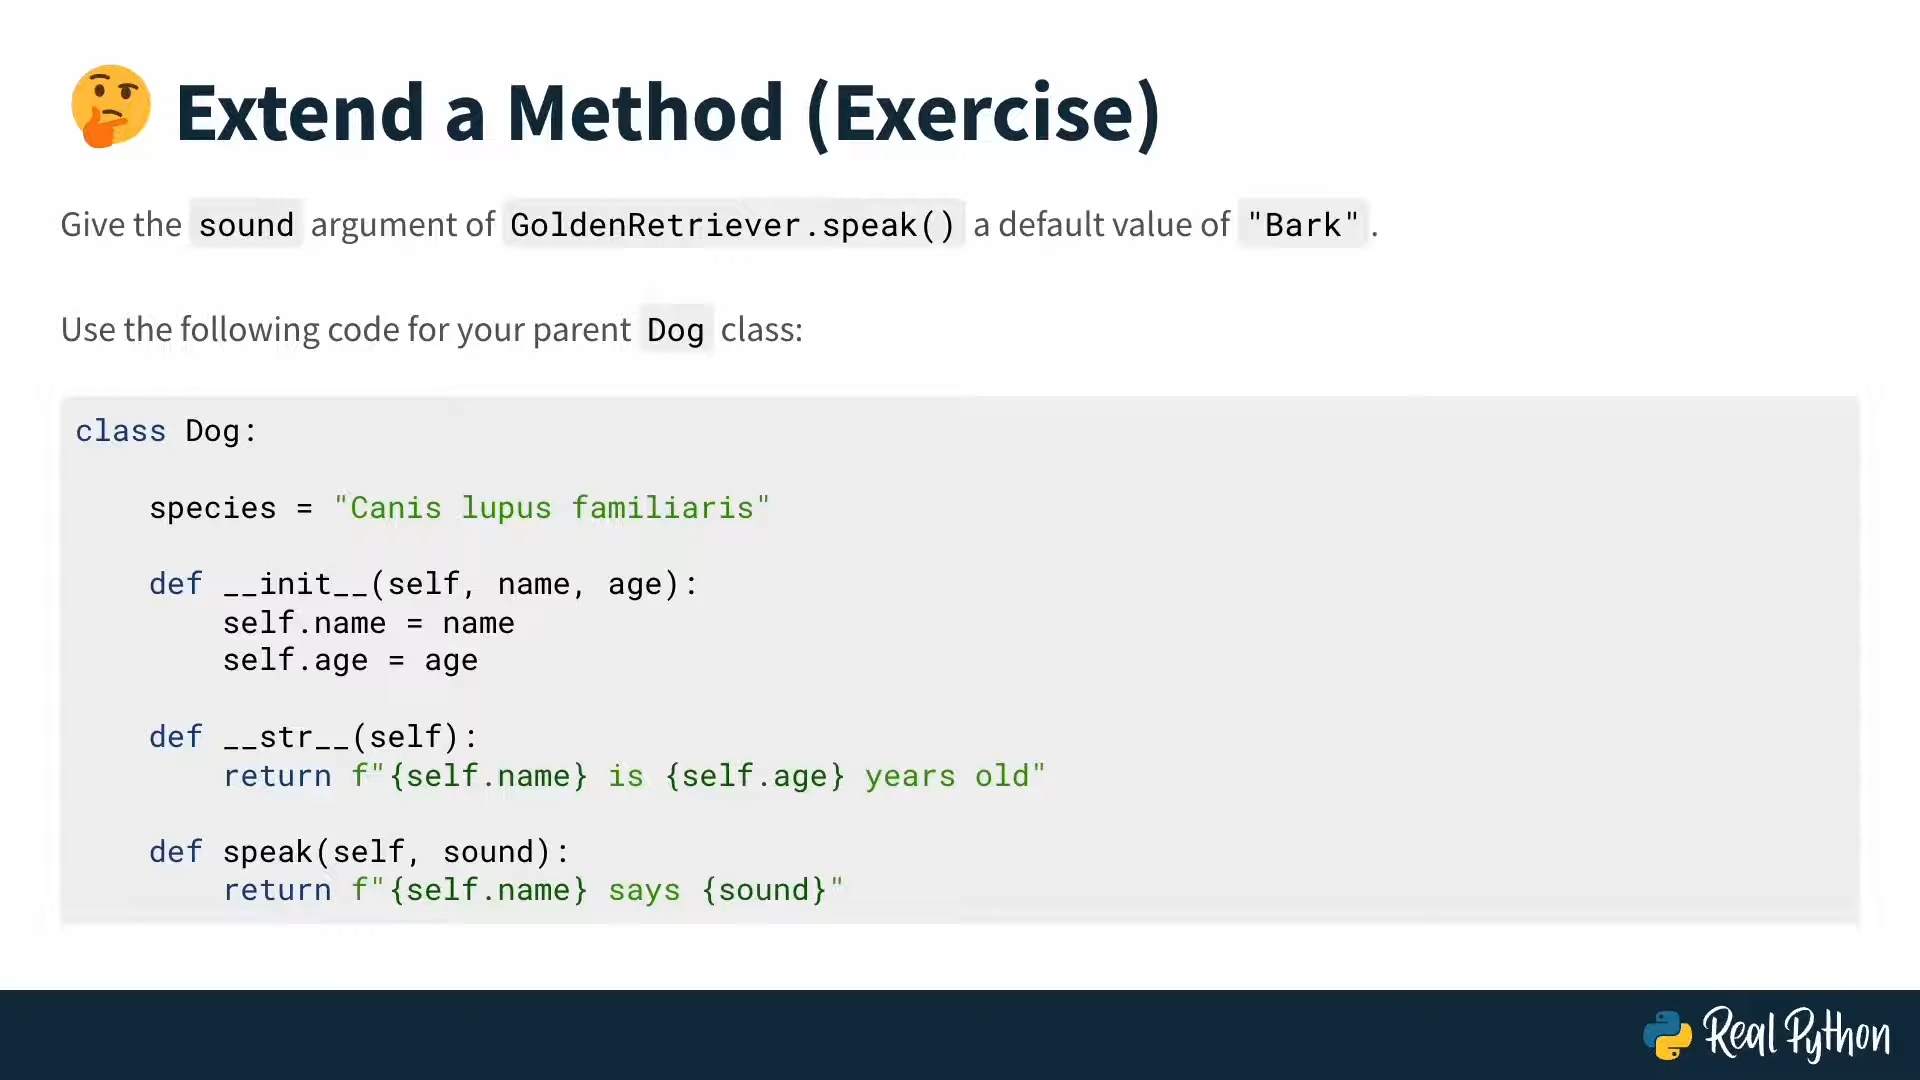 Extend a Method (Exercise)
Give the sound argument of GoldenRetriever.speak() a default value of "Bark".
Use the following code for your parent Dog class:
class Dog:
    species = "Canis lupus familiaris"
    def __init__(self, name, age):
        self.name = name
        self.age = age
    def __str__(self):
        return f"{self.name} is {self.age} years old"
    def speak(self, sound):
        return f"{self.name} says {sound}"
Real Python